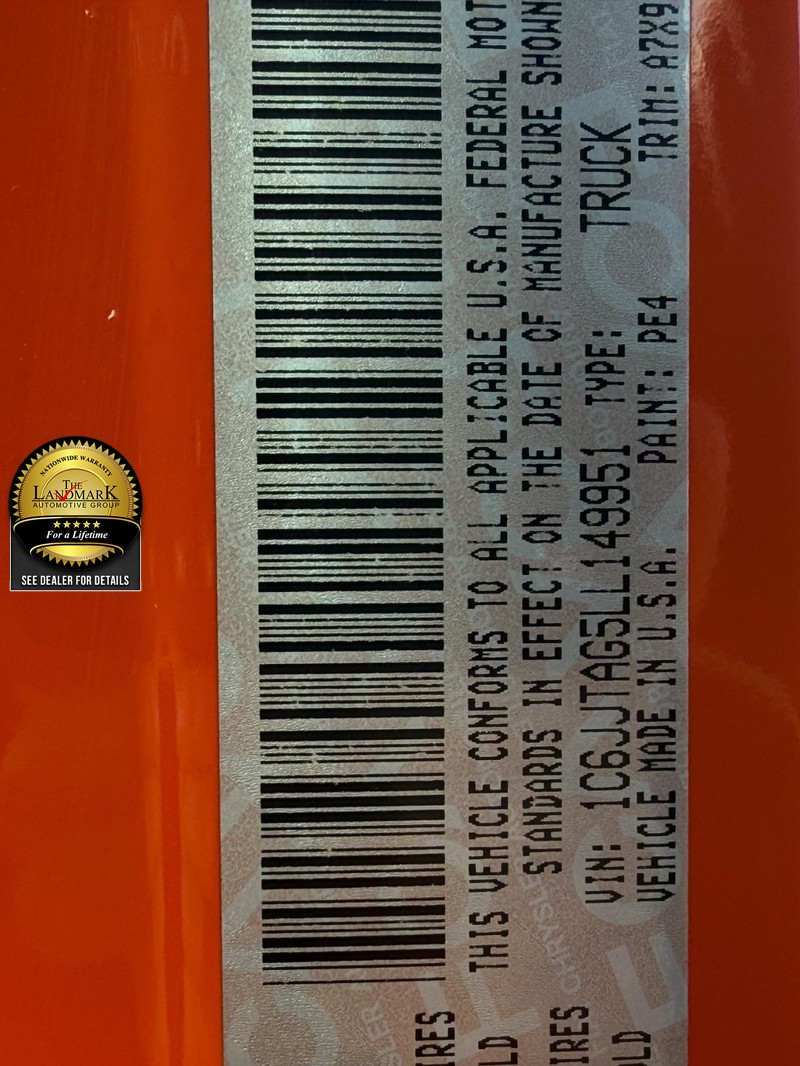 THIS VEHICLE CONFORMS TO ALL APPLICABLE U.S.A. FEDERAL MOT
STANDARDS IN EFFECT ON THE DATE OF MANUFACTURE SHOWN
VIN: 1C6JJTAG5LL149951 TYPE: TRUCK
VEHICLE MADE IN U.S.A. PAINT: PE4 TRIM: A7X9
IRES
LD
IRES
OLD
CHRYSLER
NATIONWIDE WARRANTY
THE
LANDMARK
AUTOMOTIVE GROUP
For a Lifetime
SEE DEALER FOR DETAILS